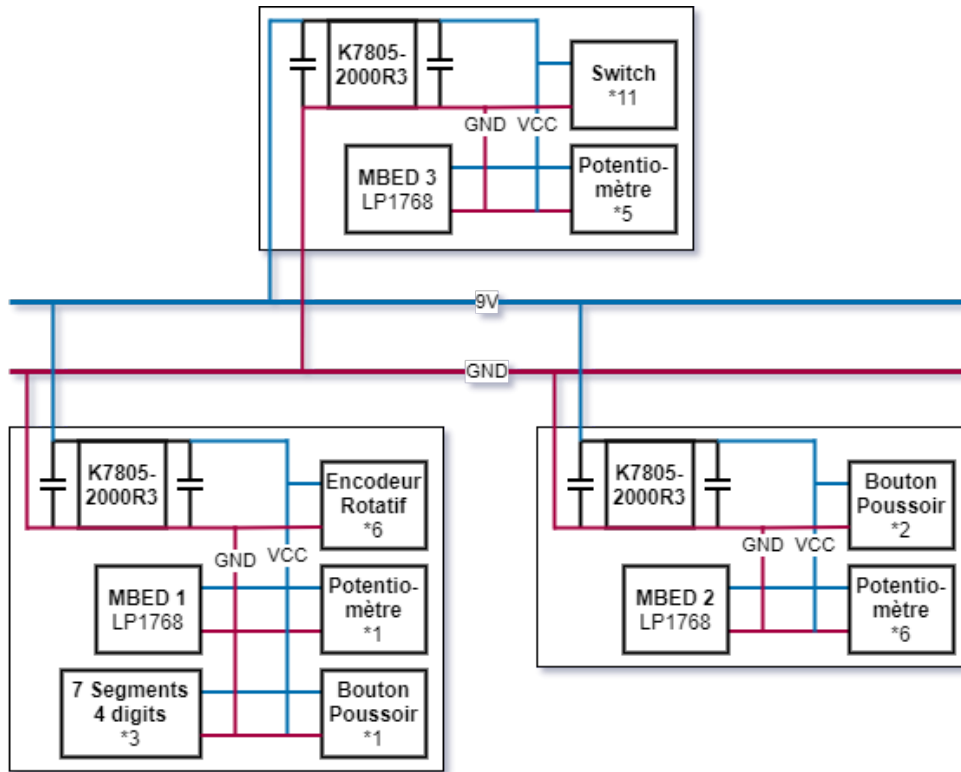 K7805-
2000R3
Switch
*11
GND
VCC
MBED 3
LP1768
Potentio-
mètre
*5
9V
GND
K7805-
2000R3
Encodeur
Rotatif
*6
GND
VCC
MBED 1
LP1768
Potentio-
mètre
*1
7 Segments
4 digits
*3
Bouton
Poussoir
*1
K7805-
2000R3
Bouton
Poussoir
*2
GND
VCC
MBED 2
LP1768
Potentio-
mètre
*6